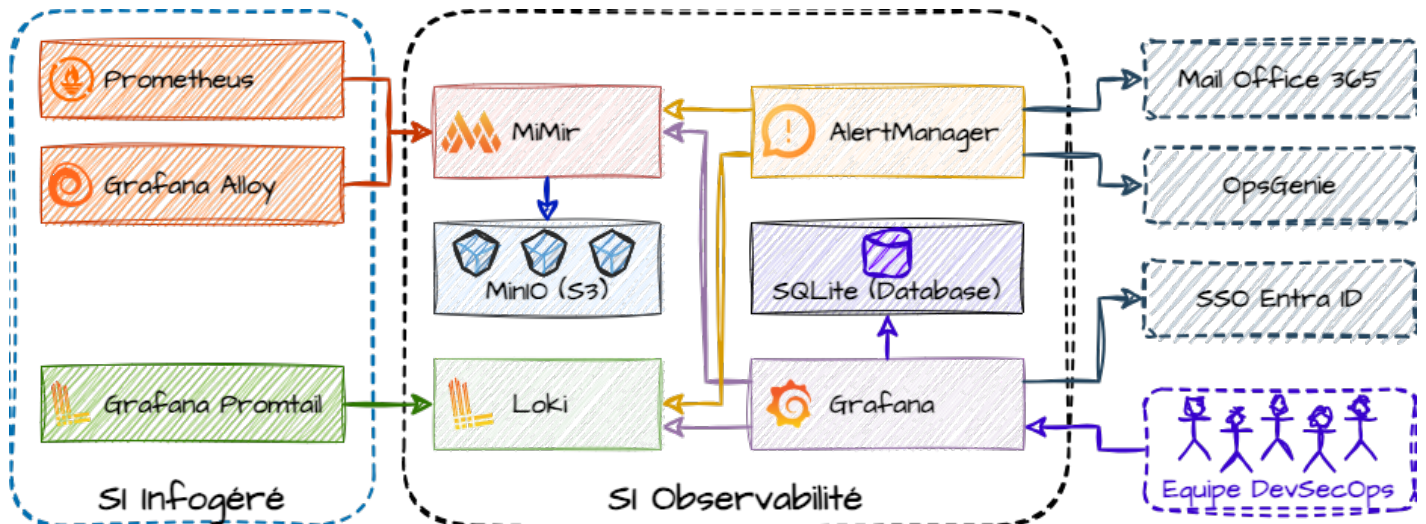 Prometheus
Grafana Alloy
Grafana Promtail
SI Infogéré
MiMir
MinIO (S3)
Loki
AlertManager
SQLite (Database)
Grafana
SI Observabilité
Mail Office 365
OpsGenie
SSO Entra ID
Equipe DevSecOps